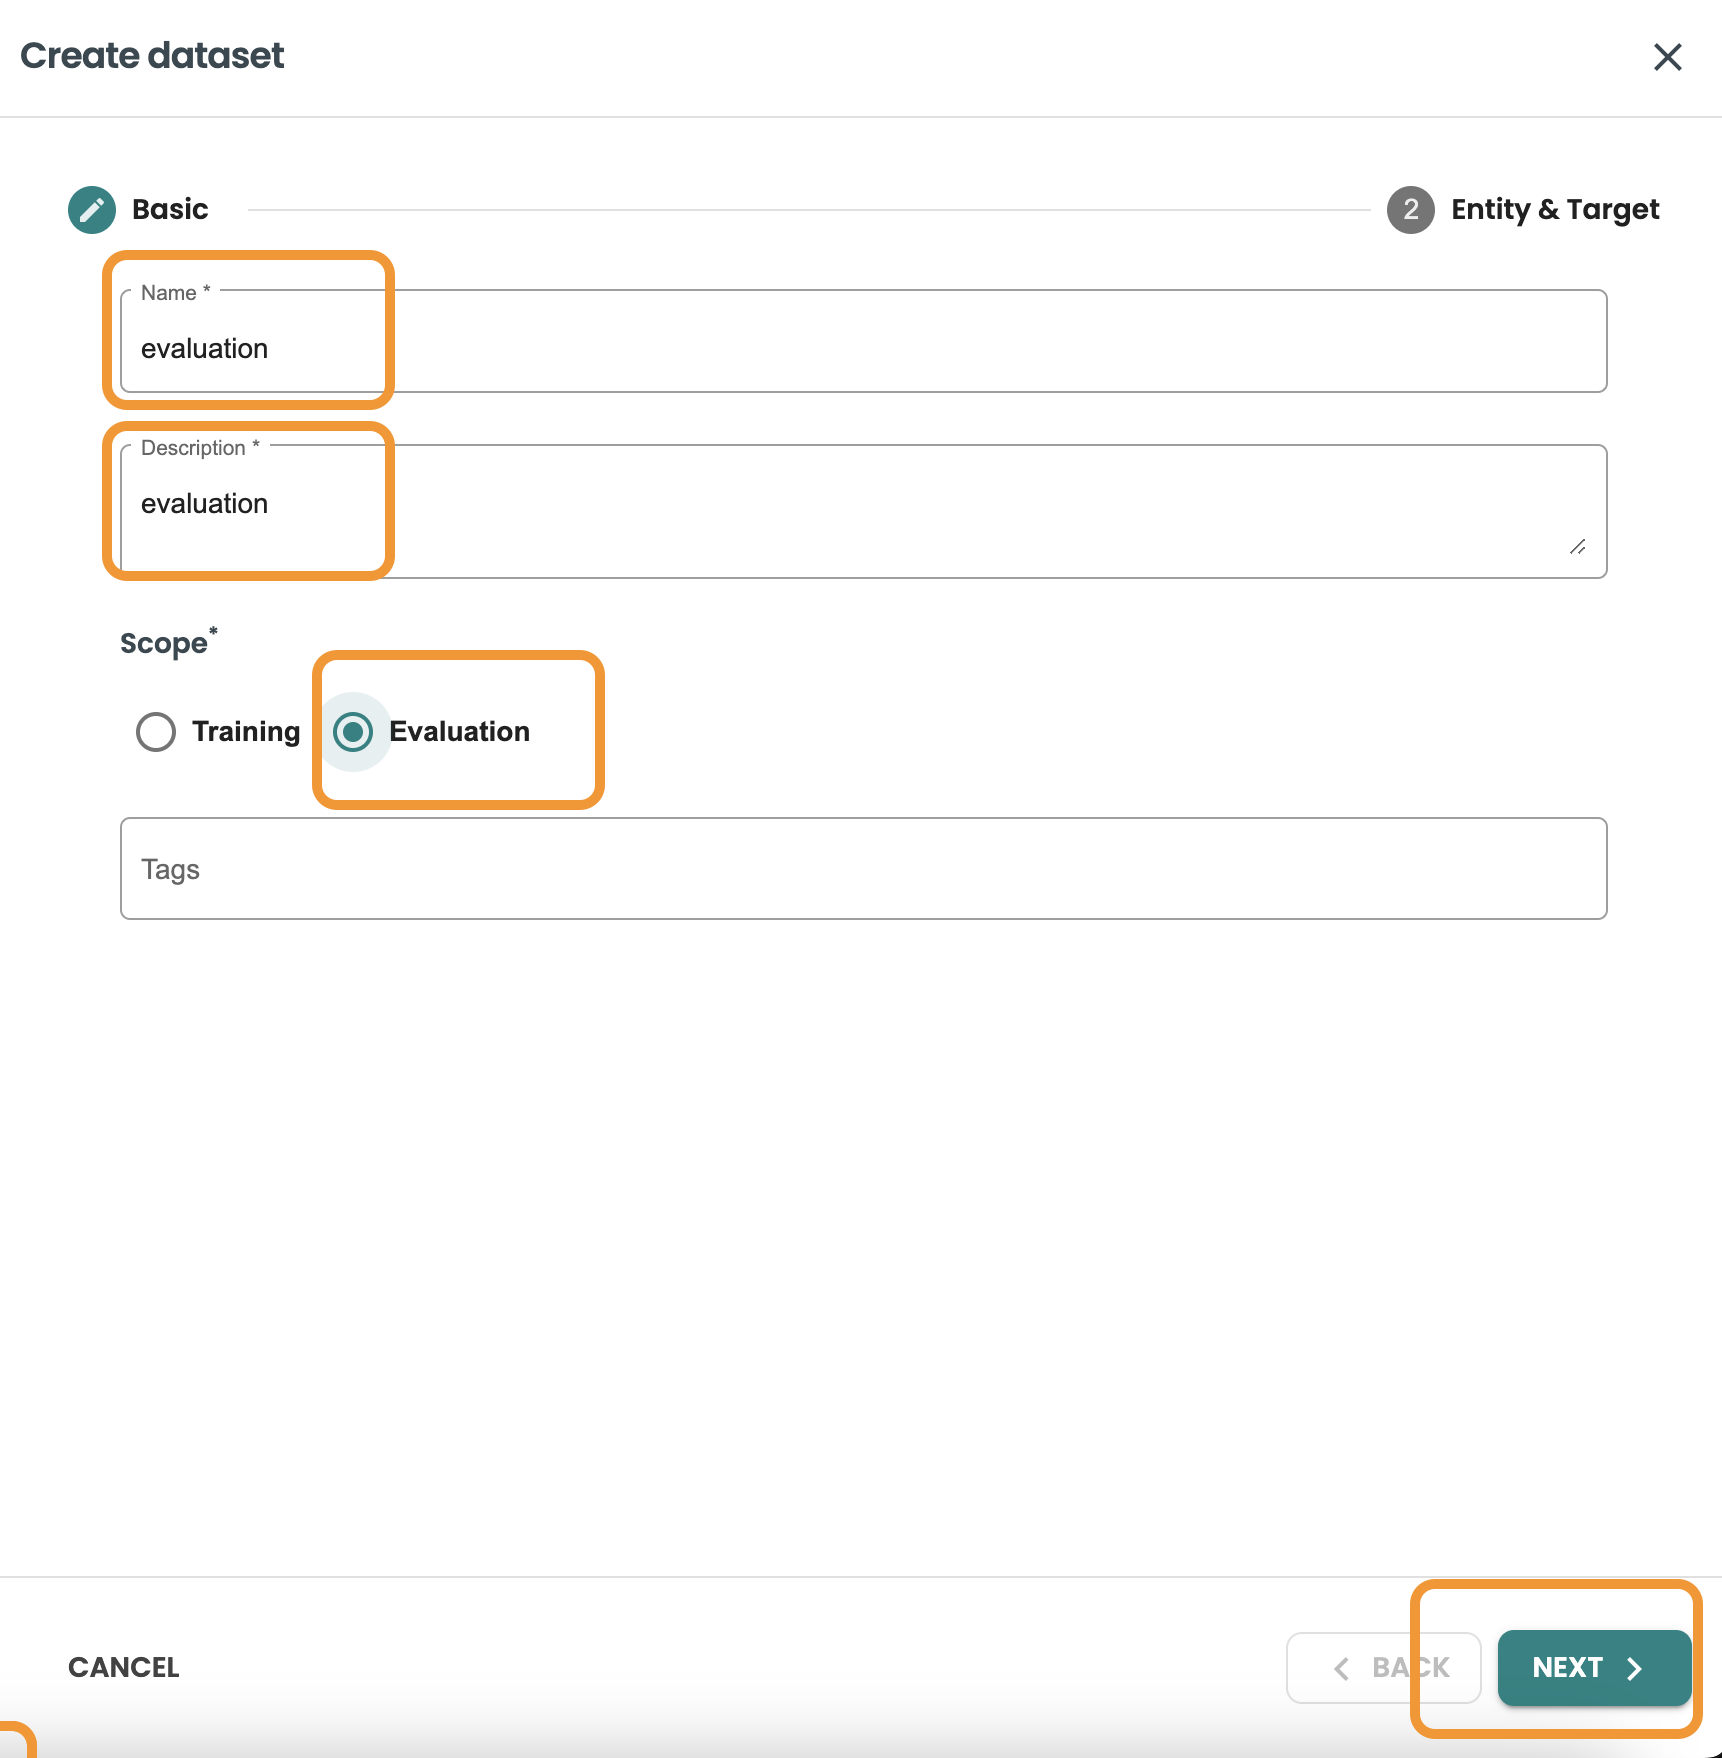 Create dataset
Basic
2 Entity & Target
Name *
evaluation
Description *
evaluation
Scope*
Training Evaluation
Tags
CANCEL BACK NEXT